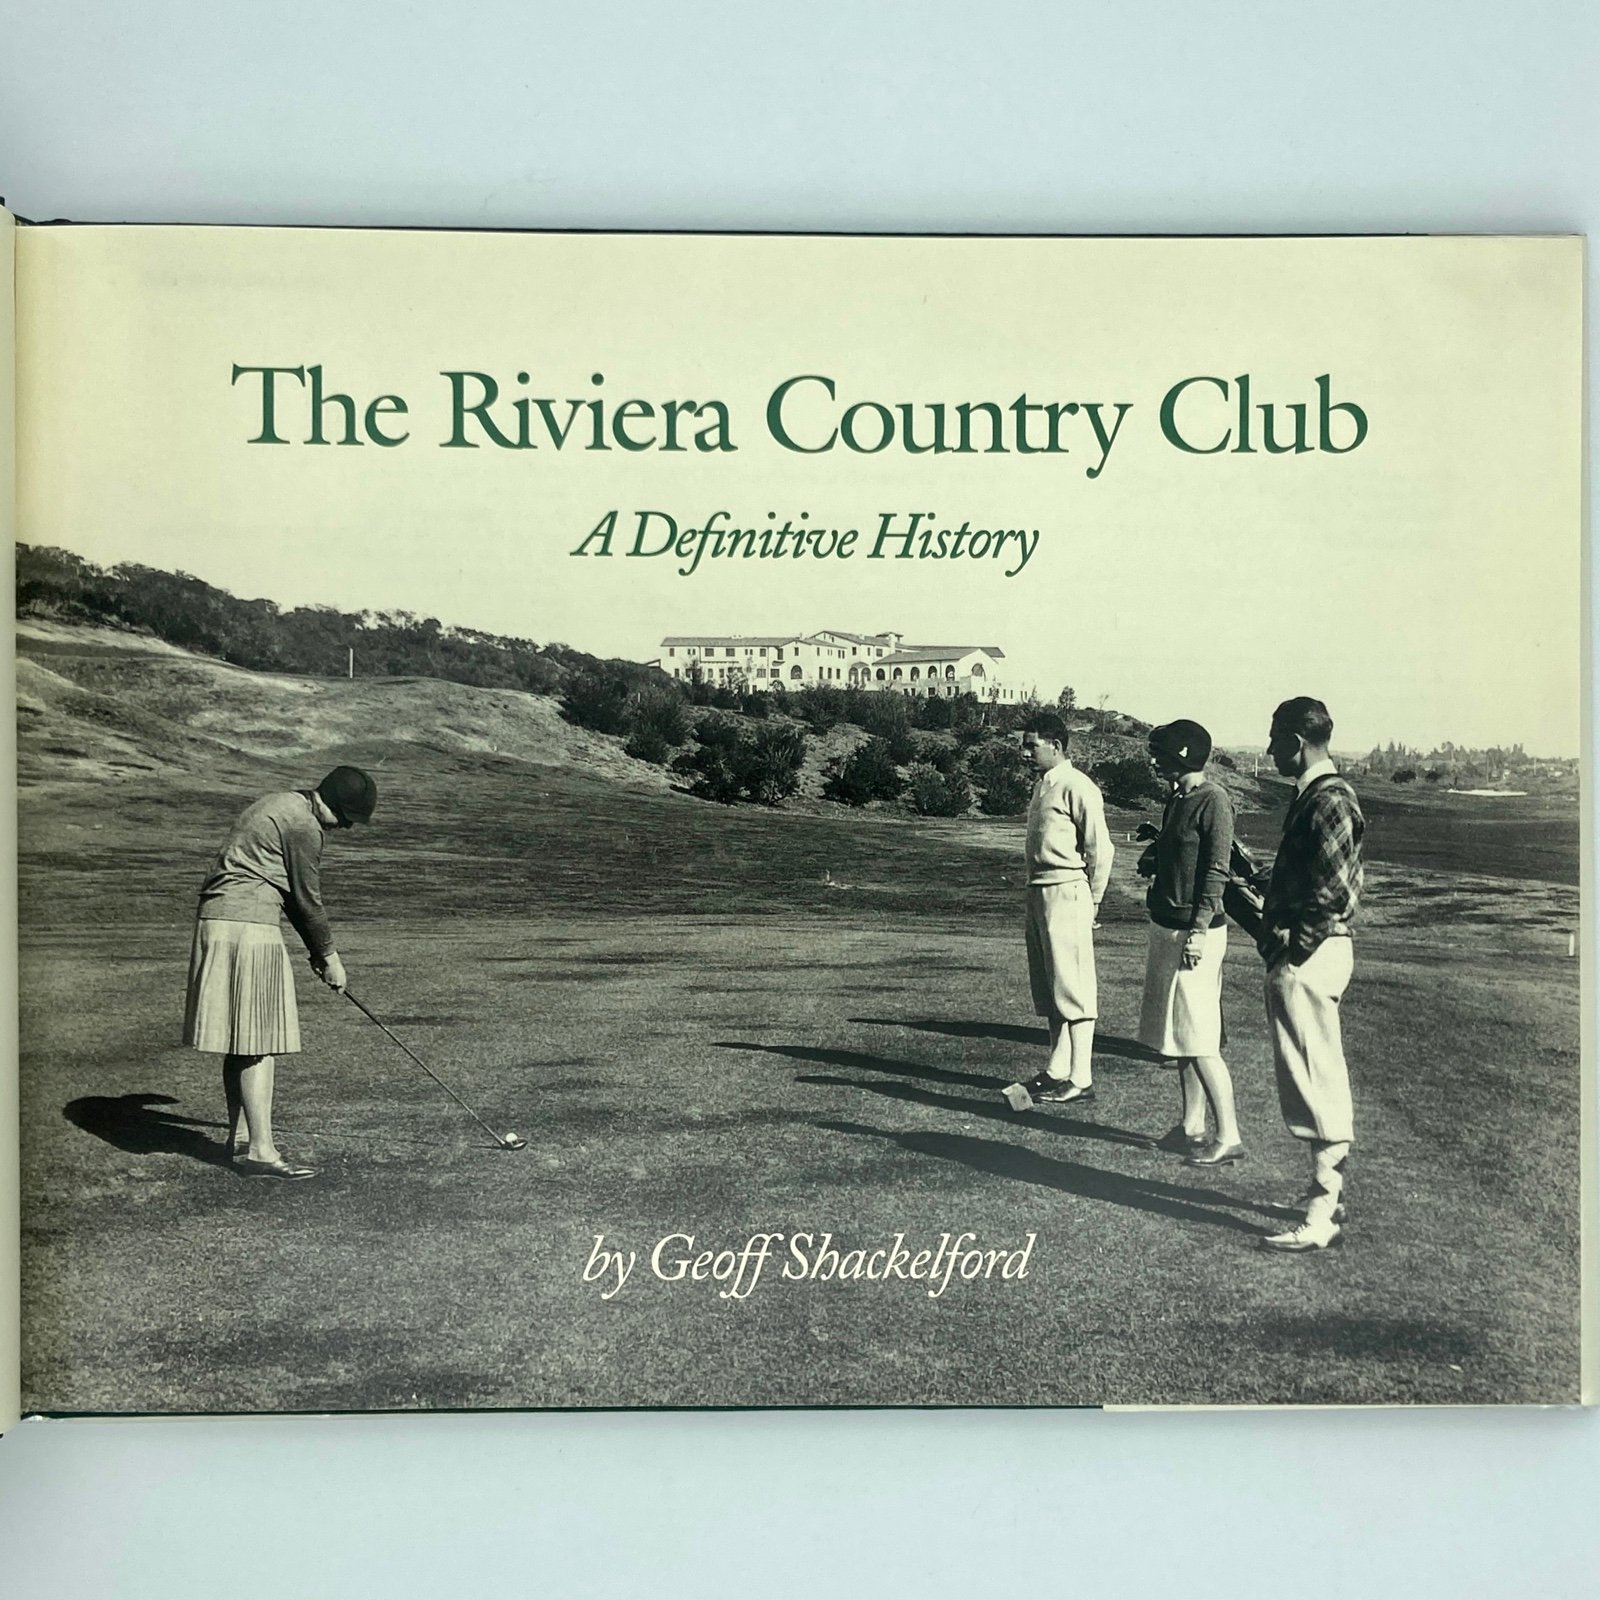 The Riviera Country Club
A Definitive History
by Geoff Shackelford